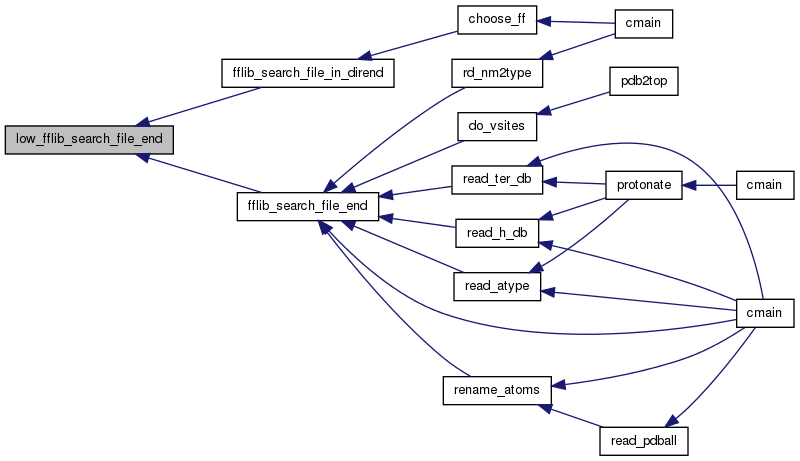 choose_ff
cmain
fflib_search_file_in_dirend
rd_nm2type
pdb2top
low_fflib_search_file_end
do_vsites
read_ter_db
protonate
cmain
fflib_search_file_end
read_h_db
read_atype
cmain
rename_atoms
read_pdball